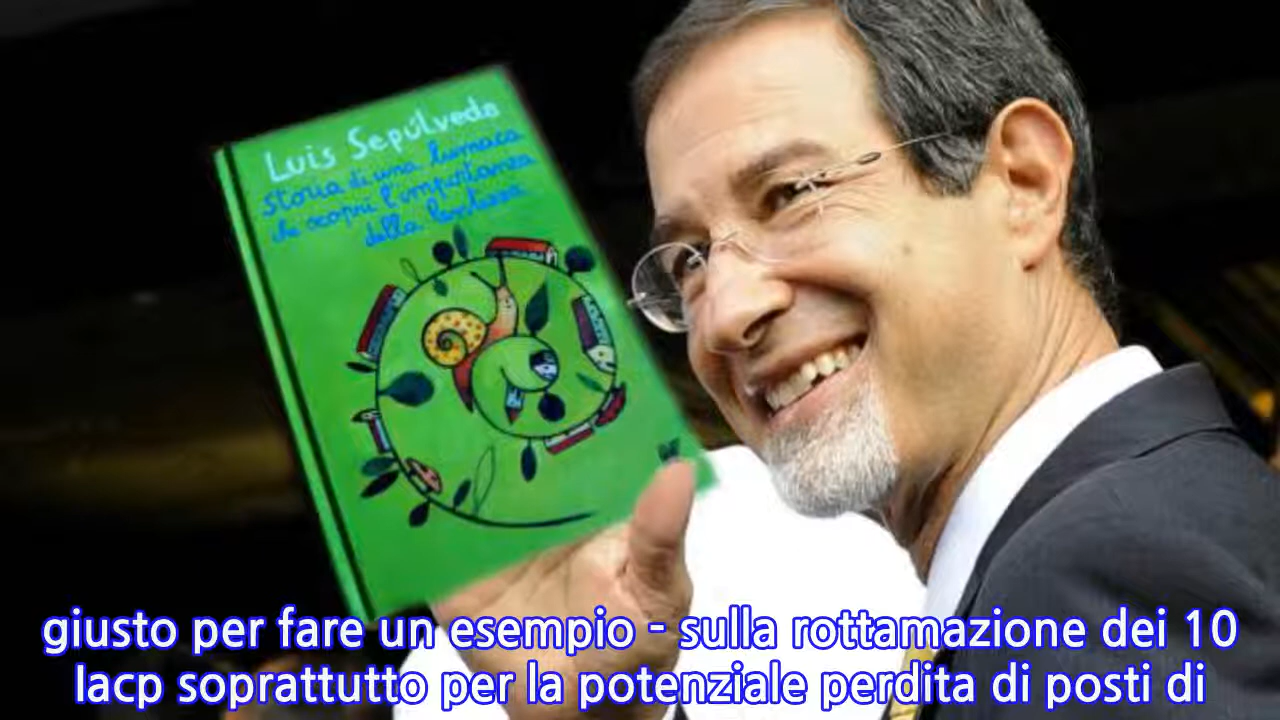 Luis Sepúlveda
storia di una lumaca
che scoprì l'importanza
della lentezza
giusto per fare un esempio - sulla rottamazione dei 10
Iacp soprattutto per la potenziale perdita di posti di